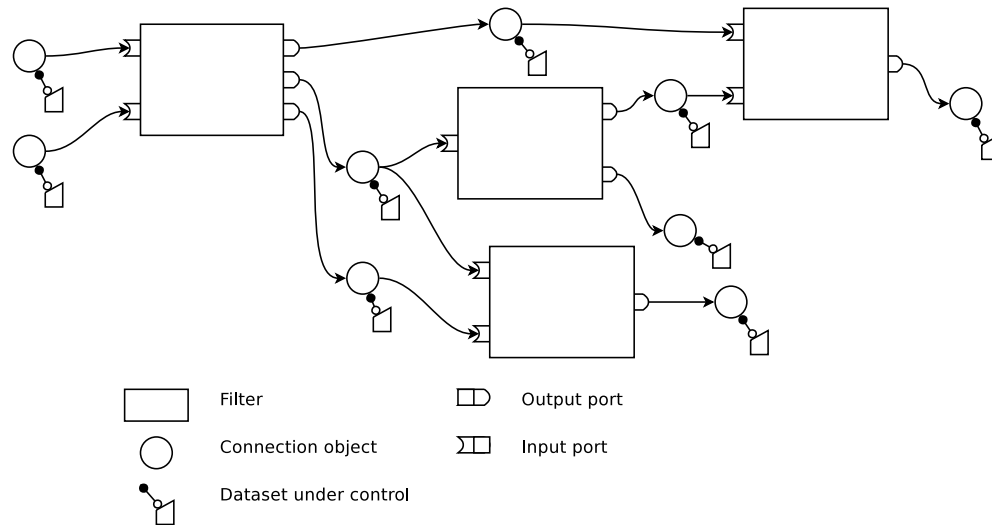 Filter
Output port
Connection object
Input port
Dataset under control